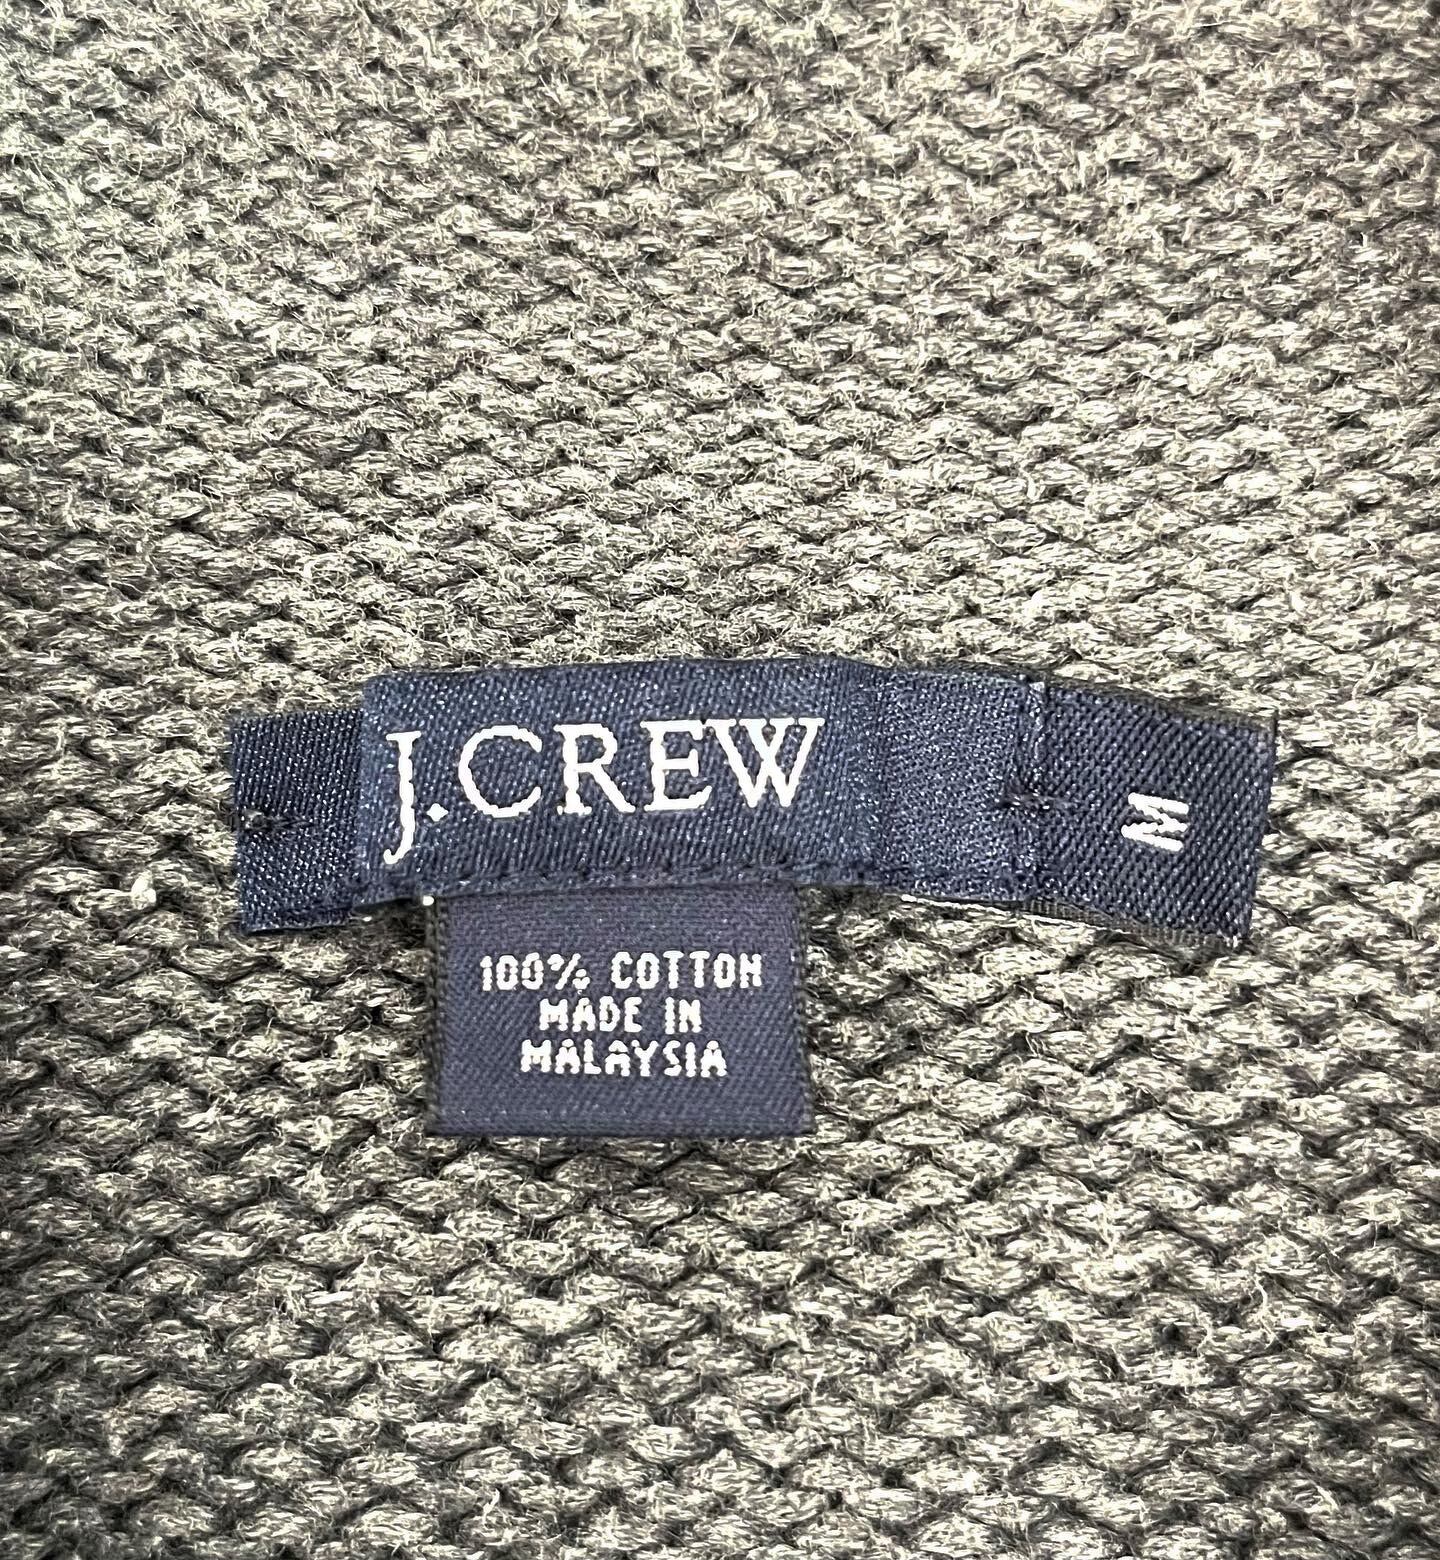 J.CREW
M
100% COTTON
MADE IN
MALAYSIA